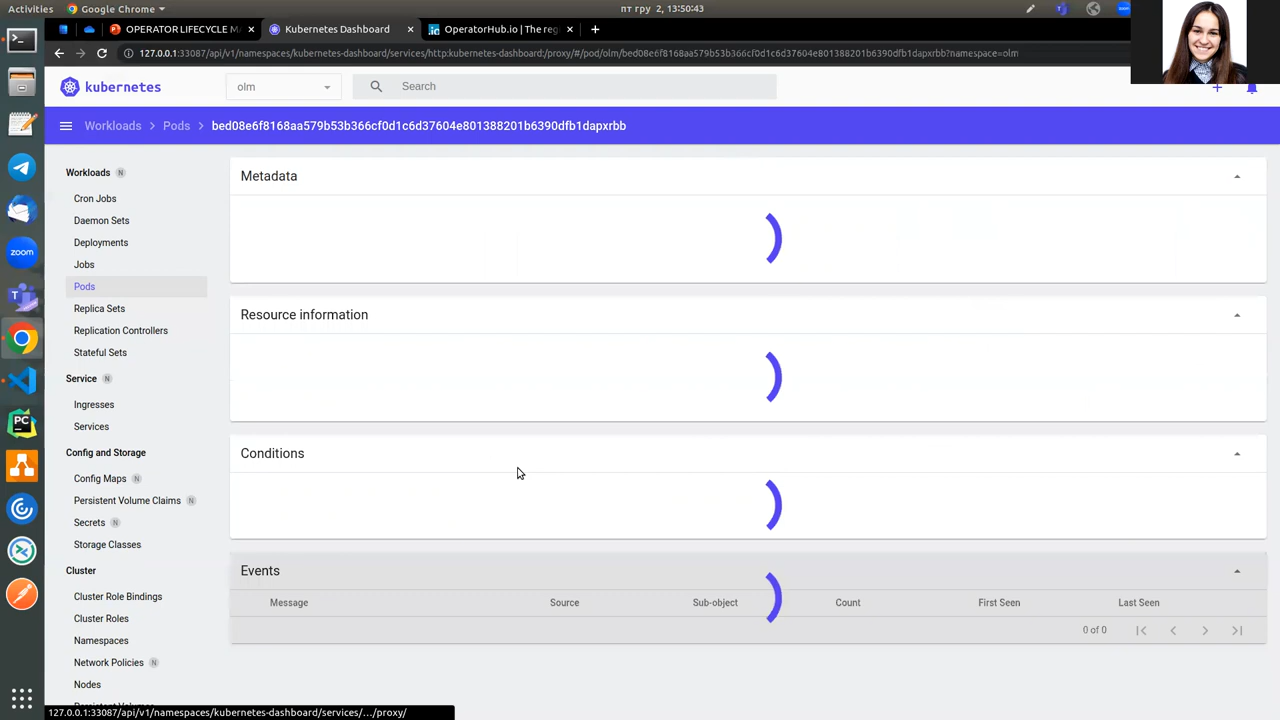 Activities
Google Chrome
пт гру 2, 13:50:43
OPERATOR LIFECYCLE M
Kubernetes Dashboard
OperatorHub.io | The reg
127.0.0.1:33087/api/v1/namespaces/kubernetes-dashboard/services/http:kubernetes-dashboard:/proxy/#/pod/olm/bed08e6f8168aa579b53b366cf0d1c6d37604e801388201b6390dfb1dapxrbb?namespace=olm
kubernetes
olm
Search
Workloads
Pods
bed08e6f8168aa579b53b366cf0d1c6d37604e801388201b6390dfb1dapxrbb
Workloads N
Cron Jobs
Daemon Sets
Deployments
Jobs
Pods
Replica Sets
Replication Controllers
Stateful Sets
Service N
Ingresses
Services
Config and Storage
Config Maps N
Persistent Volume Claims N
Secrets N
Storage Classes
Cluster
Cluster Role Bindings
Cluster Roles
Namespaces
Network Policies N
Nodes
Metadata
Resource information
Conditions
Events
Message Source Sub-object Count First Seen Last Seen
0 of 0
zoom
127.0.0.1:33087/api/v1/namespaces/kubernetes-dashboard/services/.../proxy/